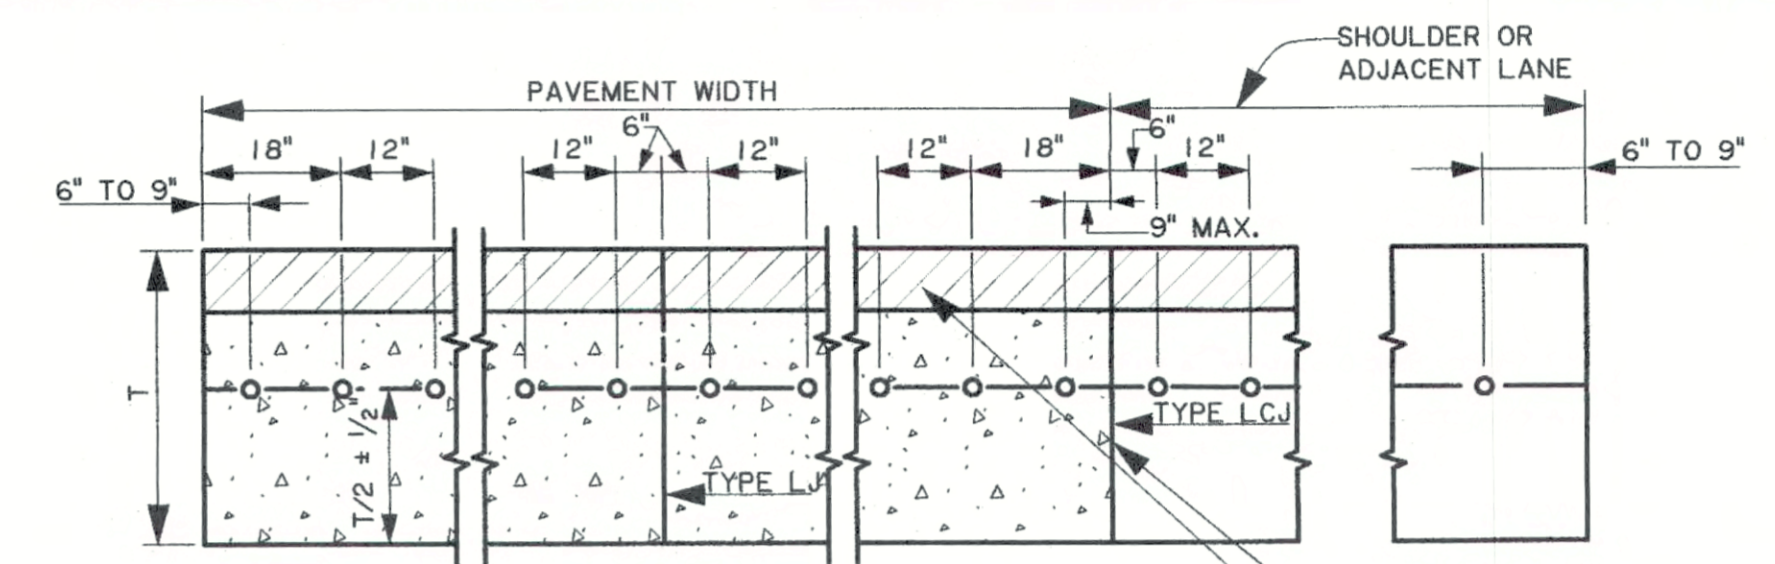 SHOULDER OR
ADJACENT LANE
PAVEMENT WIDTH
6" 6"
18" 12" 12" 12" 12" 18" 12" 6" TO 9"
6" TO 9"
9" MAX.
T
T/2 ± 1/2"
TYPE LCJ
TYPE LJ